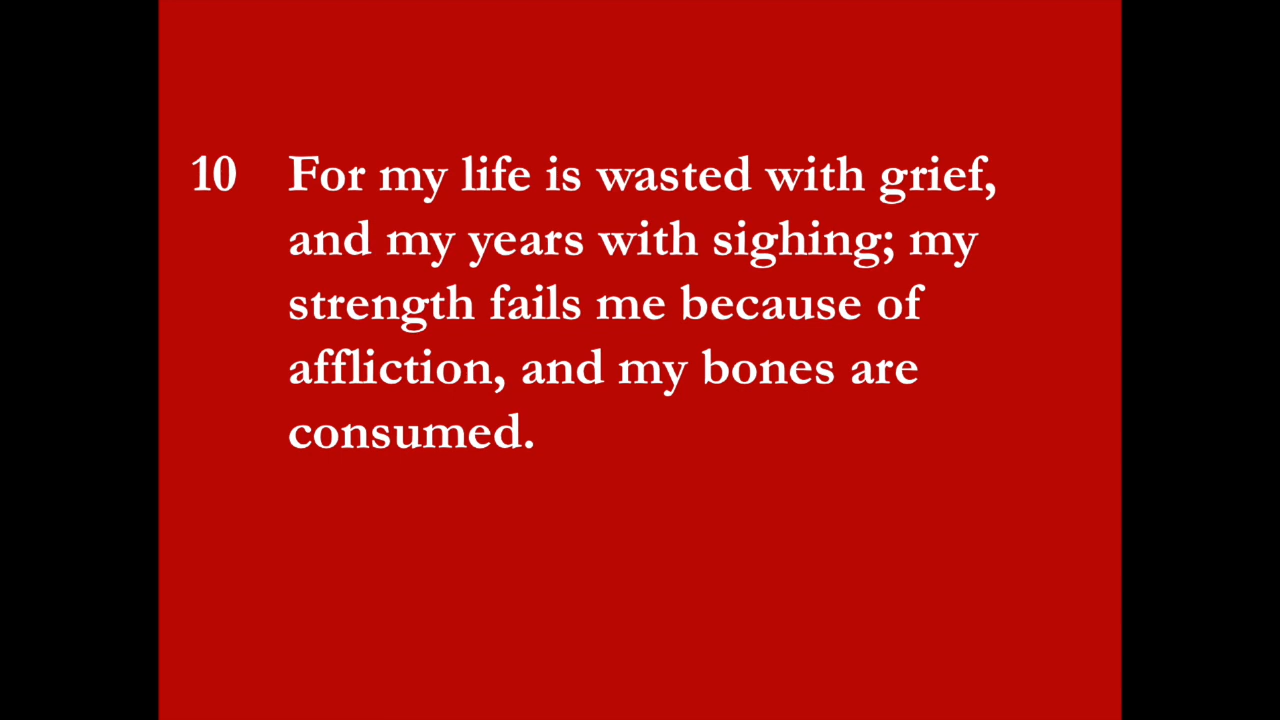 10 For my life is wasted with grief,
and my years with sighing; my
strength fails me because of
affliction, and my bones are
consumed.